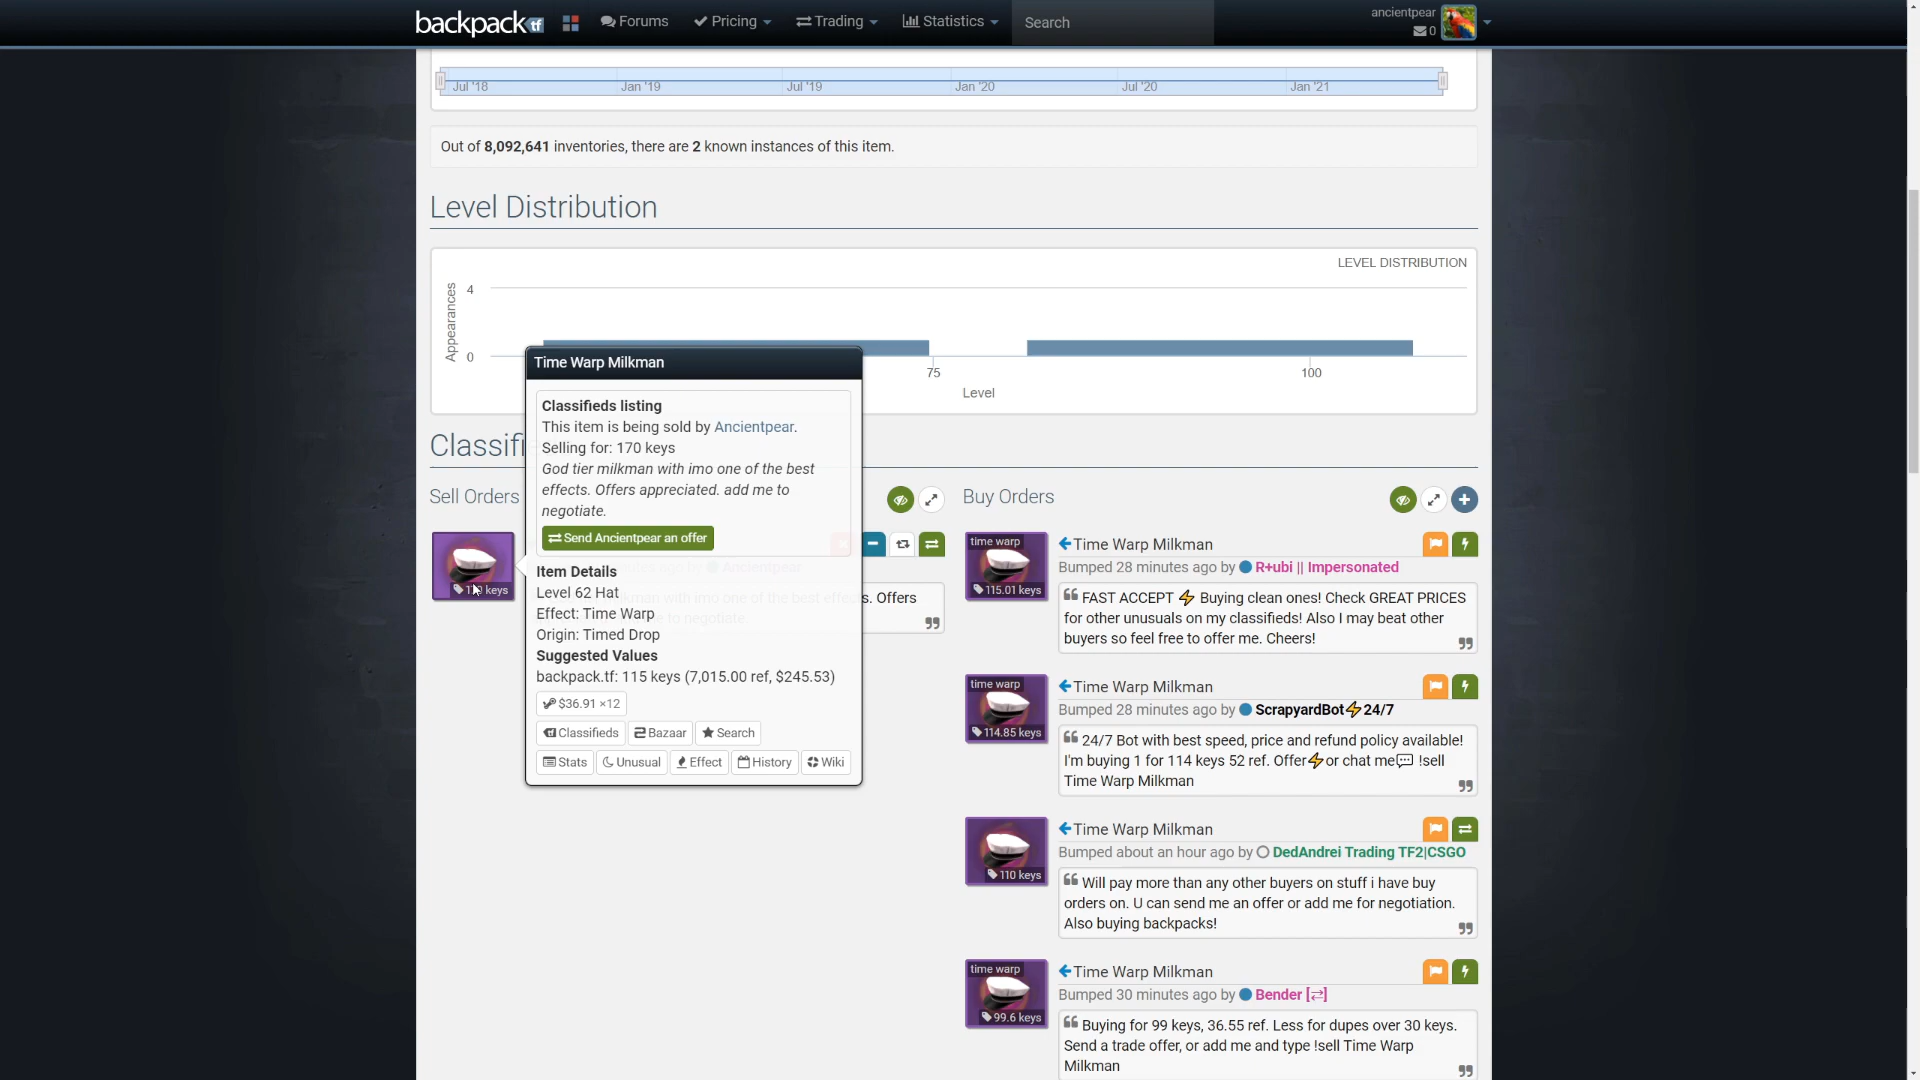 backpack.tf
Forums
Pricing
Trading
Statistics
Search
ancientpear
0
Jul '18
Jan '19
Jul '19
Jan '20
Jul '20
Jan '21
Out of 8,092,641 inventories, there are 2 known instances of this item.
Level Distribution
LEVEL DISTRIBUTION
Appearances
4
0
75
100
Level
Classifi
Sell Orders
keys
s. Offers
Time Warp Milkman
Classifieds listing
This item is being sold by Ancientpear.
Selling for: 170 keys
God tier milkman with imo one of the best
effects. Offers appreciated. add me to
negotiate.
Send Ancientpear an offer
Item Details
Level 62 Hat
Effect: Time Warp
Origin: Timed Drop
Suggested Values
backpack.tf: 115 keys (7,015.00 ref, $245.53)
$36.91 ×12
Classifieds
Bazaar
Search
Stats
Unusual
Effect
History
Wiki
Buy Orders
time warp
115.01 keys
Time Warp Milkman
Bumped 28 minutes ago by R+ubi || Impersonated
FAST ACCEPT ⚡ Buying clean ones! Check GREAT PRICES
for other unusuals on my classifieds! Also I may beat other
buyers so feel free to offer me. Cheers!
time warp
114.85 keys
Time Warp Milkman
Bumped 28 minutes ago by ScrapyardBot⚡24/7
24/7 Bot with best speed, price and refund policy available!
I'm buying 1 for 114 keys 52 ref. Offer⚡or chat me💬 !sell
Time Warp Milkman
110 keys
Time Warp Milkman
Bumped about an hour ago by DedAndrei Trading TF2|CSGO
Will pay more than any other buyers on stuff i have buy
orders on. U can send me an offer or add me for negotiation.
Also buying backpacks!
time warp
99.6 keys
Time Warp Milkman
Bumped 30 minutes ago by Bender [⇄]
Buying for 99 keys, 36.55 ref. Less for dupes over 30 keys.
Send a trade offer, or add me and type !sell Time Warp
Milkman